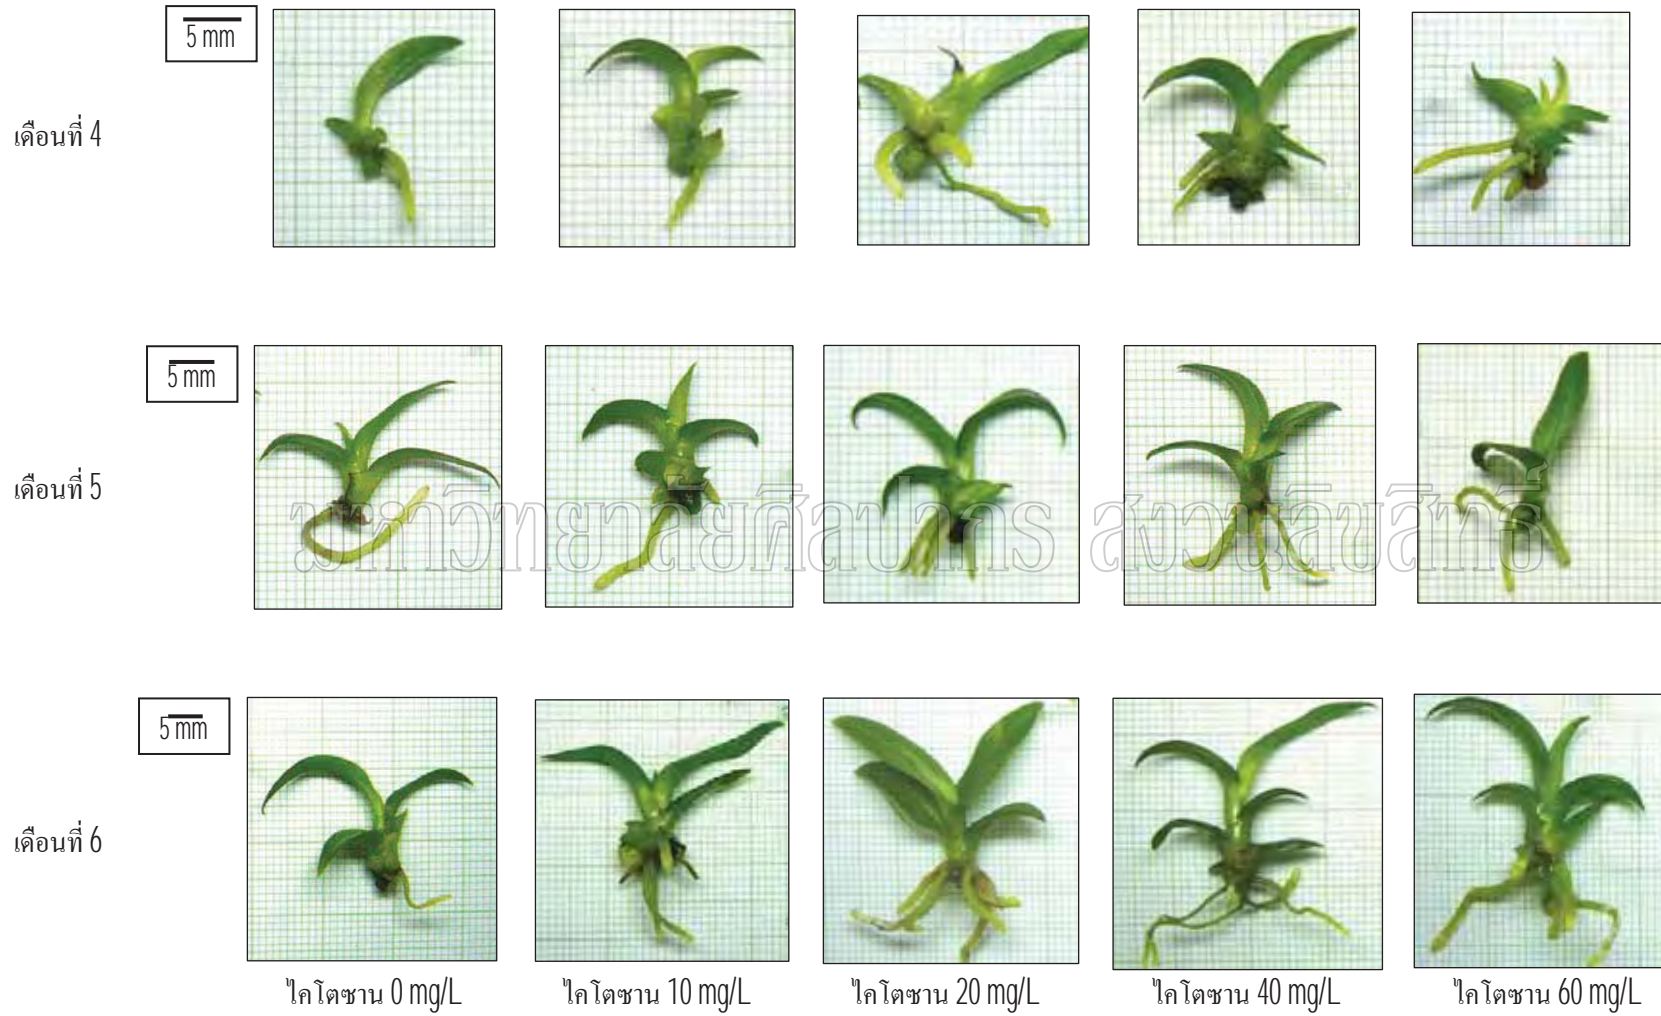 5 mm
เดือนที่ 4
5 mm
เดือนที่ 5
มหาวิทยาลัยศิลปากร สงวนลิขสิทธิ์
5 mm
เดือนที่ 6
ไคโตซาน 0 mg/L
ไคโตซาน 10 mg/L
ไคโตซาน 20 mg/L
ไคโตซาน 40 mg/L
ไคโตซาน 60 mg/L